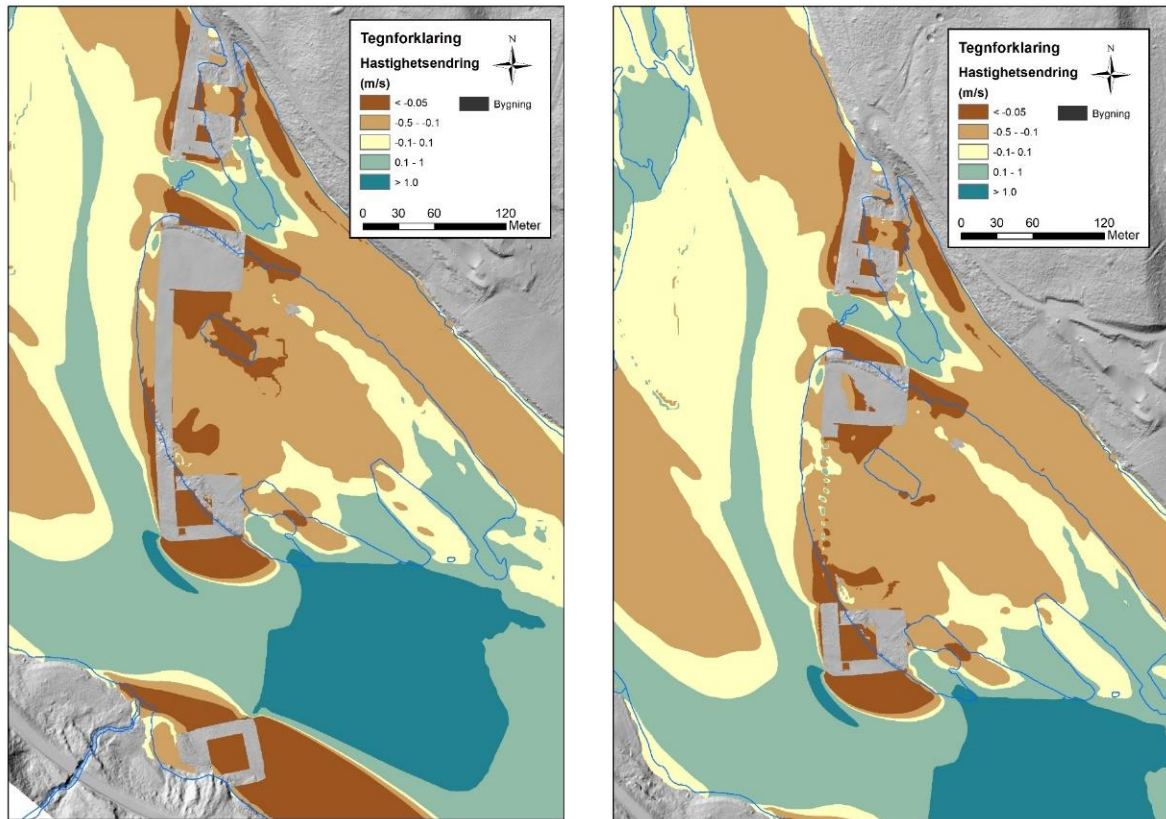 Tegnforklaring
N
Hastighetsendring
(m/s)
< -0.05
Bygning
-0.5 - -0.1
-0.1- 0.1
0.1 - 1
> 1.0
0 30 60 120
Meter
Tegnforklaring
N
Hastighetsendring
(m/s)
< -0.05
Bygning
-0.5 - -0.1
-0.1- 0.1
0.1 - 1
> 1.0
0 30 60 120
Meter